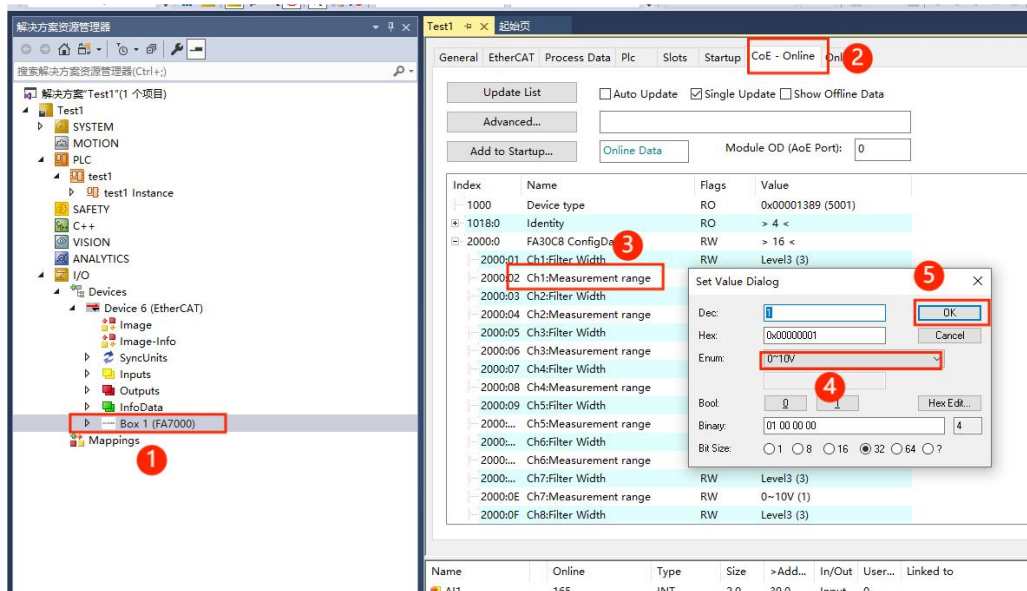 解决方案资源管理器
搜索解决方案资源管理器(Ctrl+;)
解决方案"Test1"(1 个项目)
Test1
SYSTEM
MOTION
PLC
test1
test1 Instance
SAFETY
C++
VISION
ANALYTICS
I/O
Devices
Device 6 (EtherCAT)
Image
Image-Info
SyncUnits
Inputs
Outputs
InfoData
Box 1 (FA7000)
Mappings
1
Test1 起始页
General EtherCAT Process Data Plc Slots Startup CoE - Online
2
Update List Auto Update Single Update Show Offline Data
Advanced...
Add to Startup... Online Data Module OD (AoE Port): 0
Index Name Flags Value
1000 Device type RO 0x00001389 (5001)
1018:0 Identity RO > 4 <
2000:0 FA30C8 RW > 16 <
3
2000:01 Ch1:Filter Width RW Level3 (3)
2000:02 Ch1:Measurement range
2000:03 Ch2:Filter Width
2000:04 Ch2:Measurement range
2000:05 Ch3:Filter Width
2000:06 Ch3:Measurement range
2000:07 Ch4:Filter Width
2000:08 Ch4:Measurement range
2000:09 Ch5:Filter Width
2000:... Ch5:Measurement range
2000:... Ch6:Filter Width
2000:... Ch6:Measurement range
2000:... Ch7:Filter Width RW Level3 (3)
2000:0E Ch7:Measurement range RW 0~10V (1)
2000:0F Ch8:Filter Width RW Level3 (3)
Set Value Dialog
5
Dec: 1 OK
Hex: 0x00000001 Cancel
Enum: 0~10V
4
Bool: 0 1 Hex Edit...
Binary: 01 00 00 00 4
Bit Size: 1 8 16 32 64 ?
Name Online Type Size >Add... In/Out User... Linked to
AI1 165 INT 2.0 39.0 Input 0